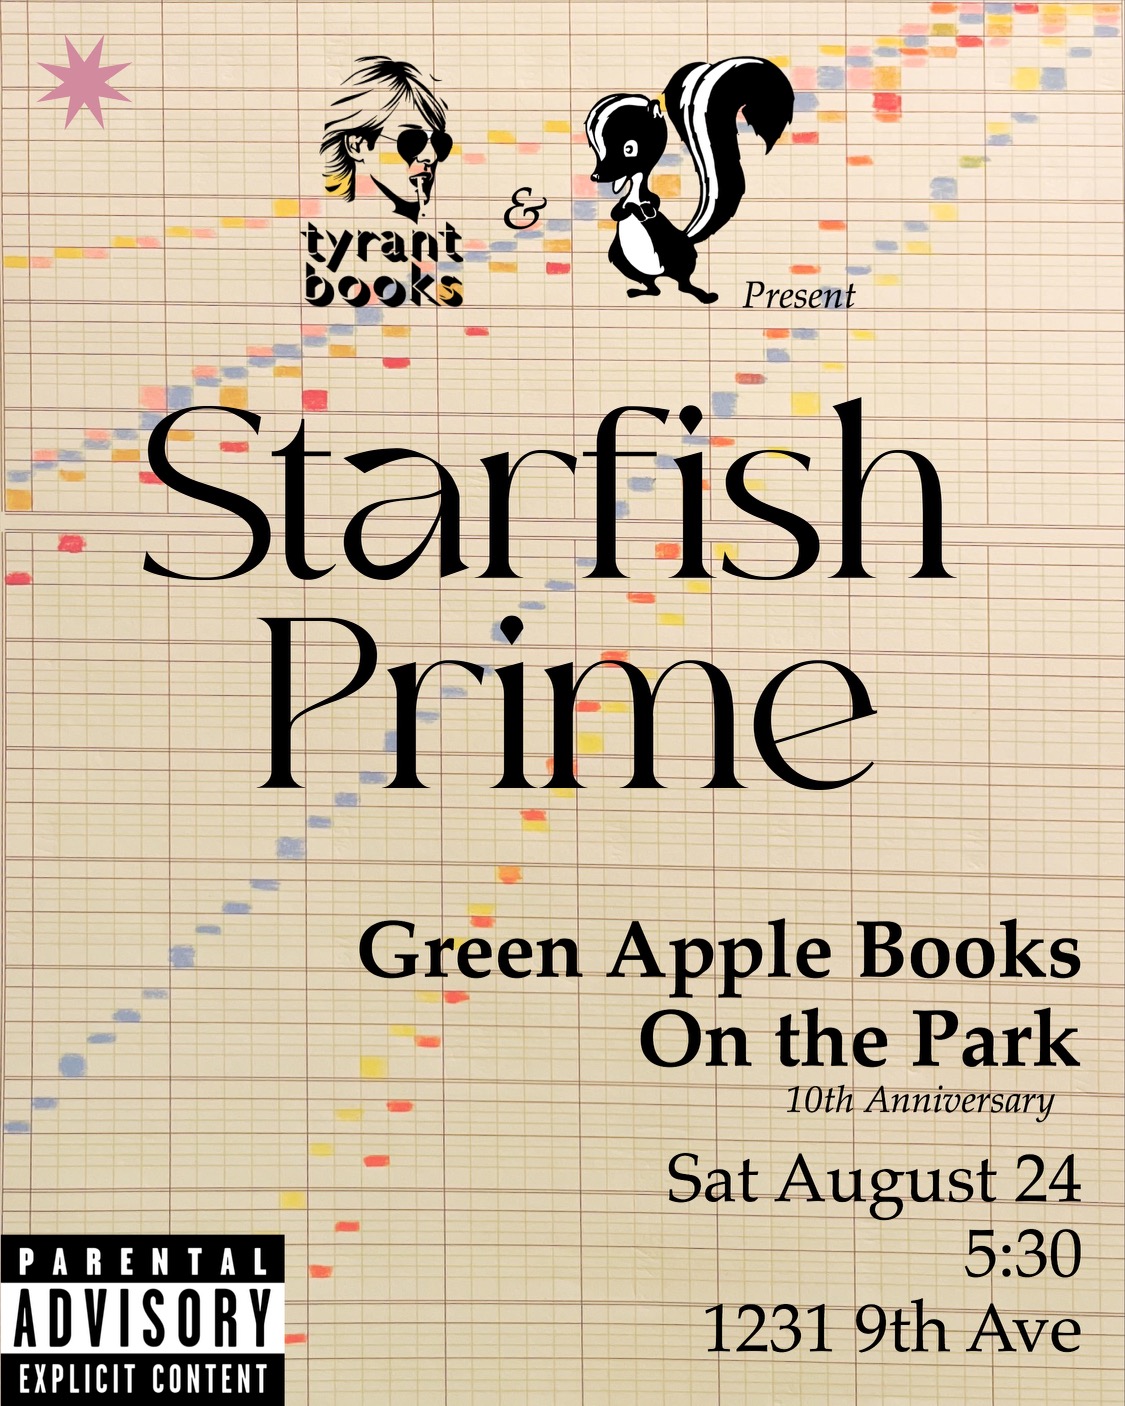 tyrant
books
&
Present
Starfish
Prime
Green Apple Books
On the Park
10th Anniversary
Sat August 24
5:30
1231 9th Ave
PARENTAL
ADVISORY
EXPLICIT CONTENT